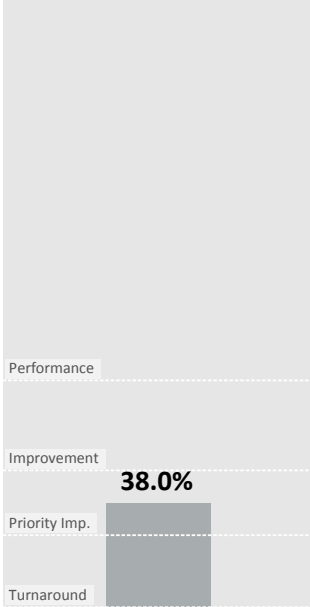 Performance
Improvement
38.0%
Priority Imp.
Turnaround